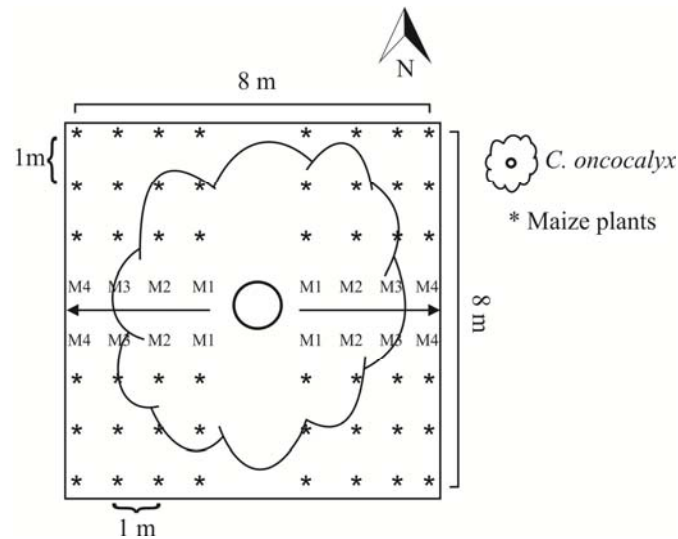 N
8 m
1m
C. oncocalyx
* Maize plants
* * * * * * * *
* * * * * * * *
* * * * * * * *
M4 M3 M2 M1 M1 M2 M3 M4
M4 M3 M2 M1 M1 M2 M3 M4
8 m
* * * * * * * *
* * * * * * * *
* * * * * * * *
1 m